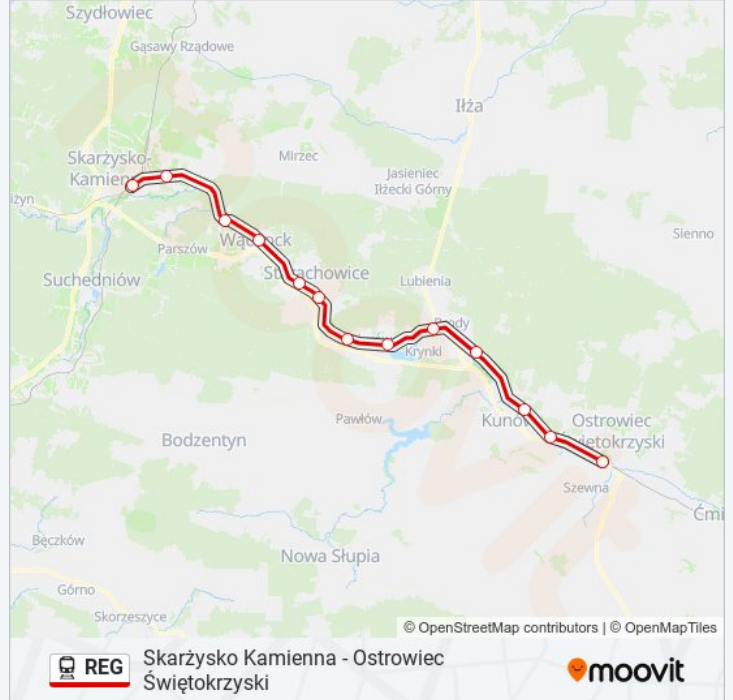 Szydłowiec
Gąsawy Rządowe
Iłża
Skarżysko-
Kamien
Mirzec
Jasieniec
Iłżecki Górny
iżyn
Sienno
Parszów
Wąchock
Suchedniów
Starachowice
Lubienia
Brody
Krynki
Pawłów
Kunów
Ostrowiec
Świętokrzyski
Bodzentyn
Szewna
Ćmi
Bęczków
Nowa Słupia
Górno
Skorzeszyce
© OpenStreetMap contributors | © OpenMapTiles
REG
Skarżysko Kamienna - Ostrowiec
Świętokrzyski
moovit